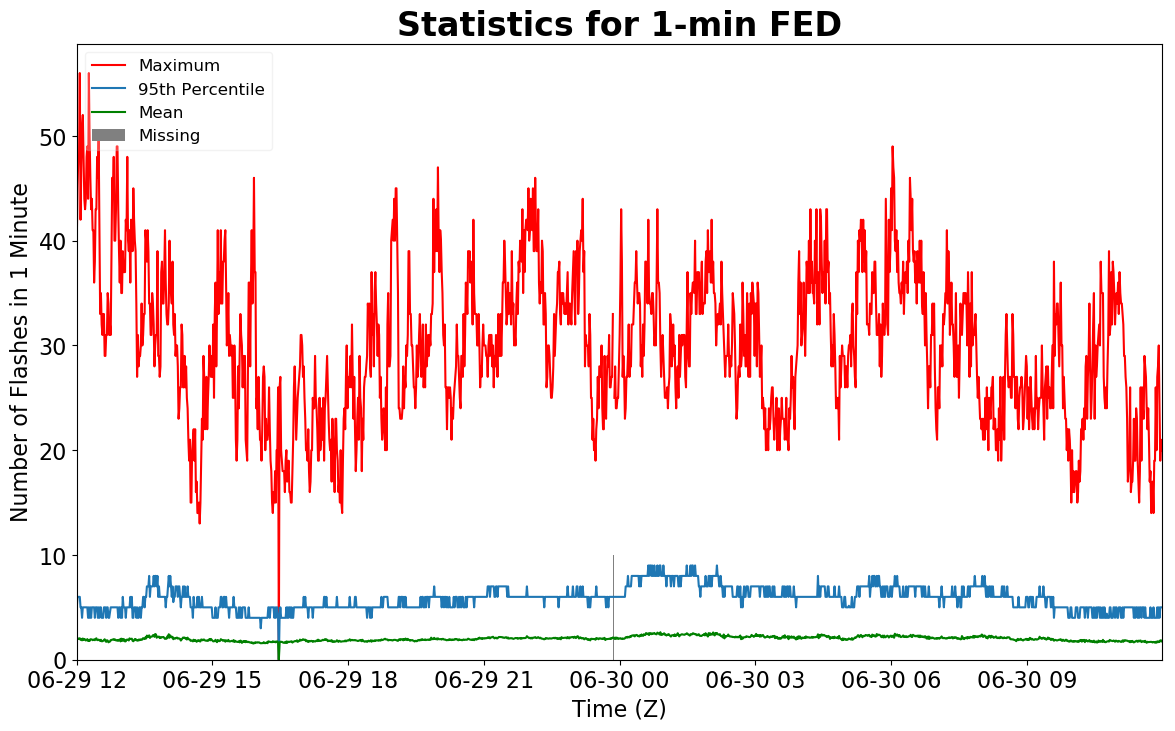 Statistics for 1-min FED
Maximum
95th Percentile
Mean
Missing
Number of Flashes in 1 Minute
50
40
30
20
10
0
06-29 12
06-29 15
06-29 18
06-29 21
06-30 00
06-30 03
06-30 06
06-30 09
Time (Z)